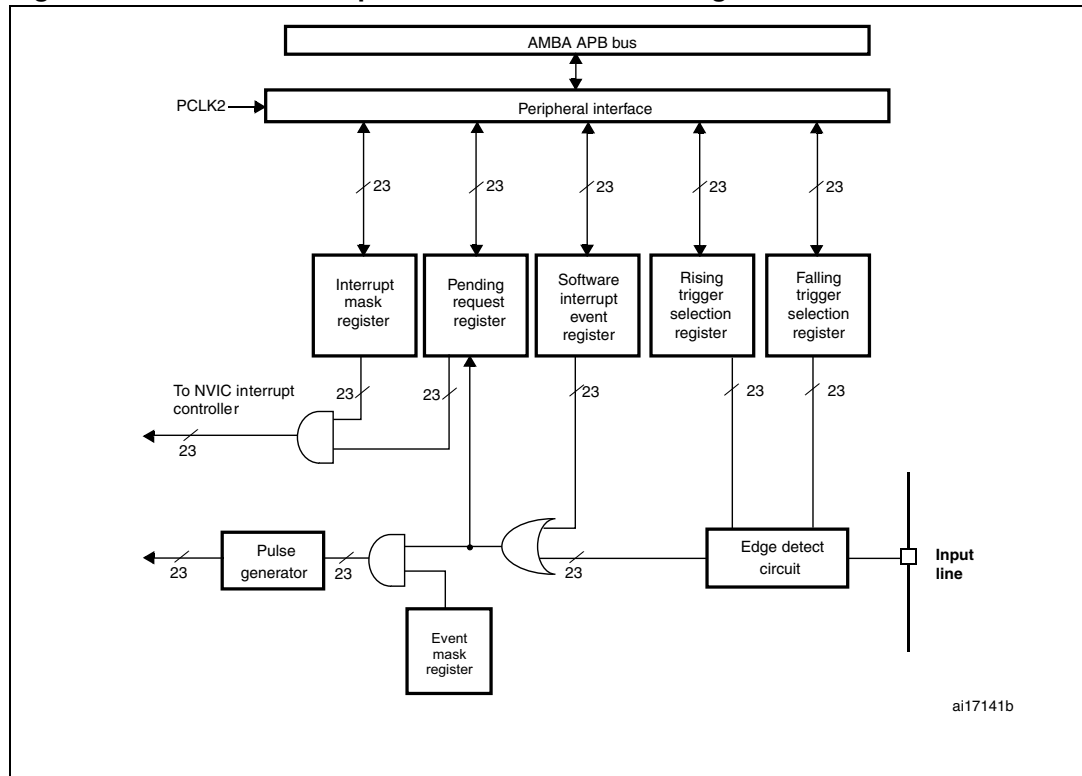 AMBA APB bus
PCLK2
Peripheral interface
23
23
23
23
23
Interrupt
mask
register
Pending
request
register
Software
interrupt
event
register
Rising
trigger
selection
register
Falling
trigger
selection
register
23
23
23
23
23
To NVIC interrupt
controller
23
23
Pulse
generator
23
23
Edge detect
circuit
Input
line
Event
mask
register
ai17141b